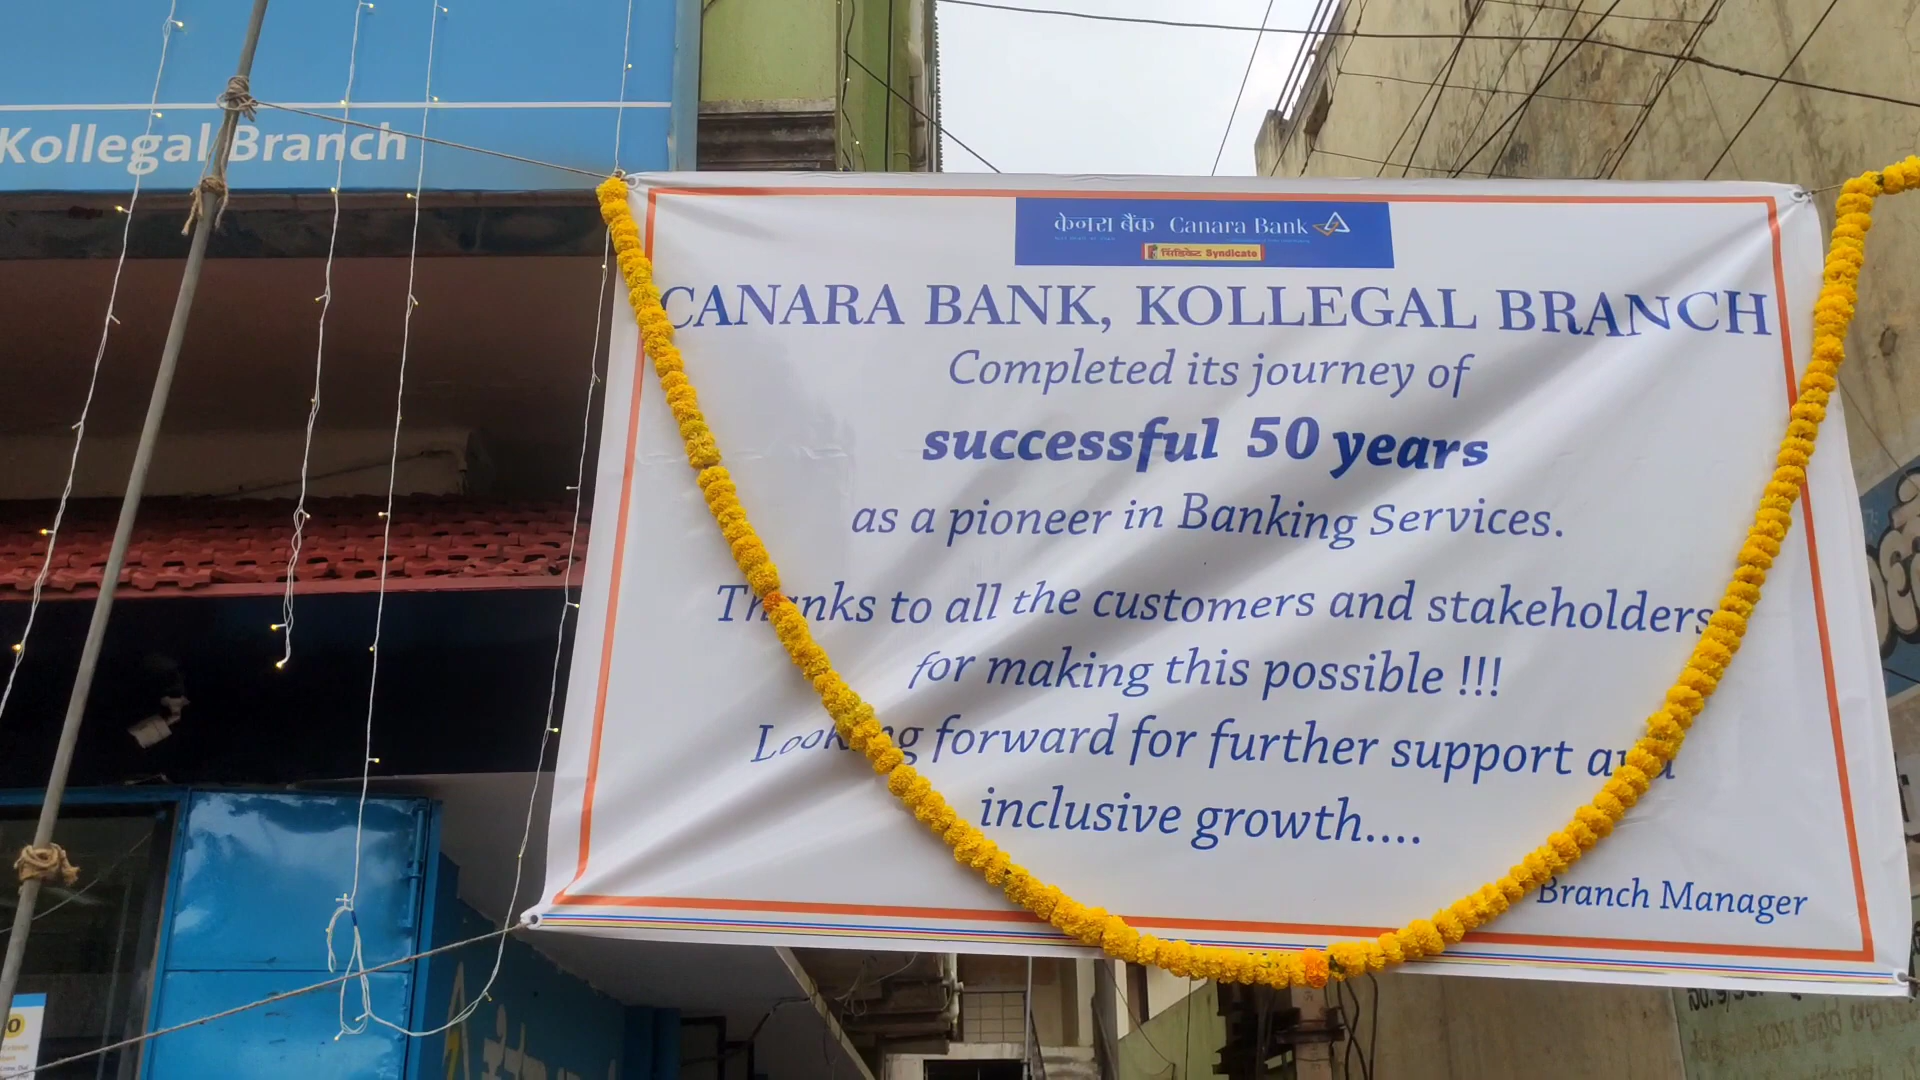 Kollegal Branch
केनरा बैंक Canara Bank
सिंडिकेट Syndicate
CANARA BANK, KOLLEGAL BRANCH
Completed its journey of
successful 50 years
as a pioneer in Banking Services.
Thanks to all the customers and stakeholders
for making this possible !!!
Looking forward for further support and
inclusive growth....
Branch Manager